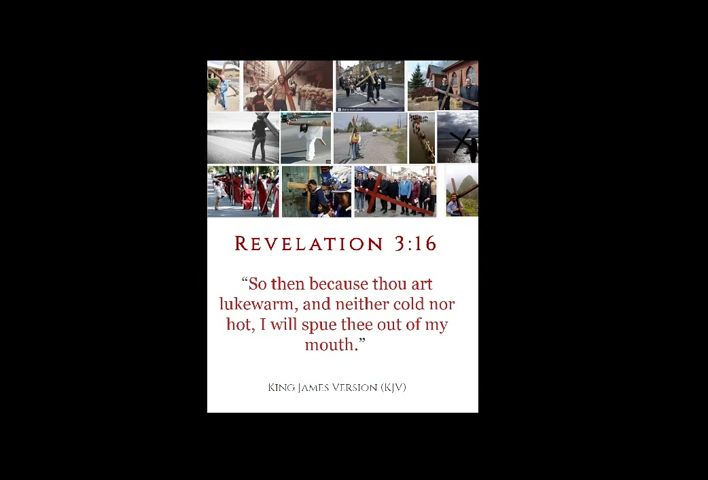 REVELATION 3:16
“So then because thou art
lukewarm, and neither cold nor
hot, I will spue thee out of my
mouth.”
KING JAMES VERSION (KJV)